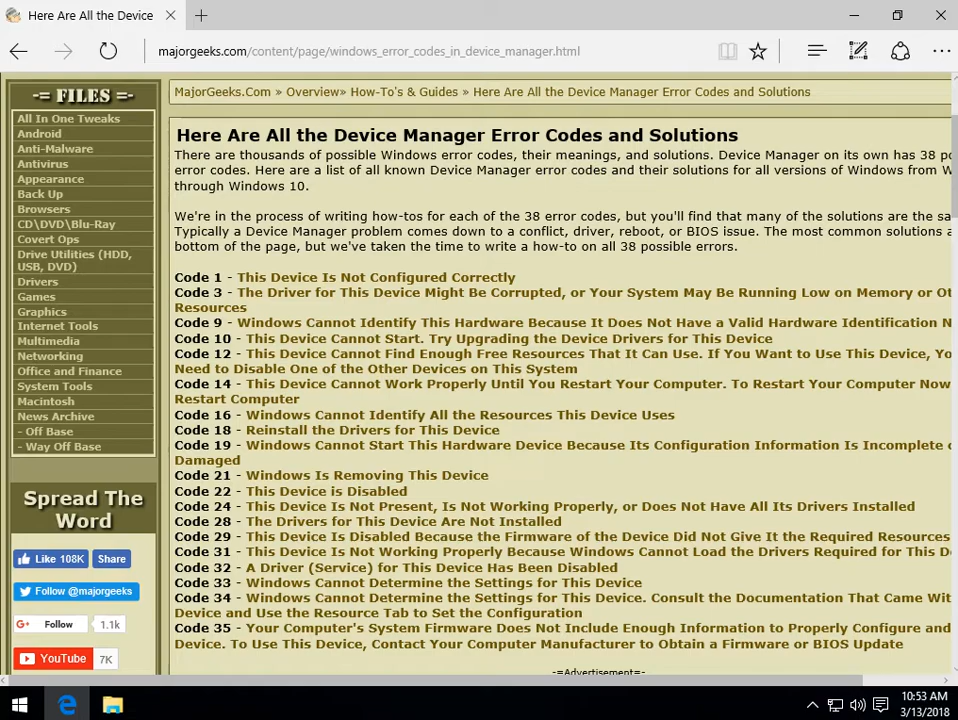 Here Are All the Device
majorgeeks.com/content/page/windows_error_codes_in_device_manager.html
-= FILES =-
All In One Tweaks
Android
Anti-Malware
Antivirus
Appearance
Back Up
Browsers
CD\DVD\Blu-Ray
Covert Ops
Drive Utilities (HDD,
USB, DVD)
Drivers
Games
Graphics
Internet Tools
Multimedia
Networking
Office and Finance
System Tools
Macintosh
News Archive
- Off Base
- Way Off Base
Spread The
Word
Like 108K Share
Follow @majorgeeks
G+ Follow 1.1k
YouTube 7K
MajorGeeks.Com » Overview» How-To's & Guides » Here Are All the Device Manager Error Codes and Solutions
Here Are All the Device Manager Error Codes and Solutions
There are thousands of possible Windows error codes, their meanings, and solutions. Device Manager on its own has 38 
error codes. Here are a list of all known Device Manager error codes and their solutions for all versions of Windows from
through Windows 10.
We're in the process of writing how-tos for each of the 38 error codes, but you'll find that many of the solutions are the
Typically a Device Manager problem comes down to a conflict, driver, reboot, or BIOS issue. The most common solutions
bottom of the page, but we've taken the time to write a how-to on all 38 possible errors.
Code 1 - This Device Is Not Configured Correctly
Code 3 - The Driver for This Device Might Be Corrupted, or Your System May Be Running Low on Memory or
Resources
Code 9 - Windows Cannot Identify This Hardware Because It Does Not Have a Valid Hardware Identification
Code 10 - This Device Cannot Start. Try Upgrading the Device Drivers for This Device
Code 12 - This Device Cannot Find Enough Free Resources That It Can Use. If You Want to Use This Device,
Need to Disable One of the Other Devices on This System
Code 14 - This Device Cannot Work Properly Until You Restart Your Computer. To Restart Your Computer Now
Restart Computer
Code 16 - Windows Cannot Identify All the Resources This Device Uses
Code 18 - Reinstall the Drivers for This Device
Code 19 - Windows Cannot Start This Hardware Device Because Its Configuration Information Is Incomplete
Damaged
Code 21 - Windows Is Removing This Device
Code 22 - This Device is Disabled
Code 24 - This Device Is Not Present, Is Not Working Properly, or Does Not Have All Its Drivers Installed
Code 28 - The Drivers for This Device Are Not Installed
Code 29 - This Device Is Disabled Because the Firmware of the Device Did Not Give It the Required Resources
Code 31 - This Device Is Not Working Properly Because Windows Cannot Load the Drivers Required for This
Code 32 - A Driver (Service) for This Device Has Been Disabled
Code 33 - Windows Cannot Determine the Settings for This Device
Code 34 - Windows Cannot Determine the Settings for This Device. Consult the Documentation That Came
Device and Use the Resource Tab to Set the Configuration
Code 35 - Your Computer's System Firmware Does Not Include Enough Information to Properly Configure and
Device. To Use This Device, Contact Your Computer Manufacturer to Obtain a Firmware or BIOS Update
-=Advertisement=-
10:53 AM
3/13/2018